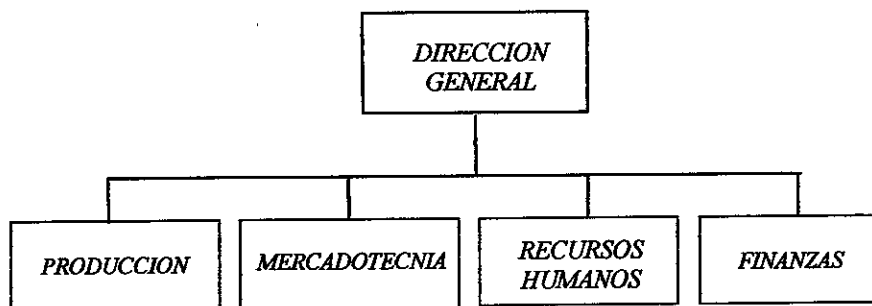 DIRECCION
GENERAL
PRODUCCION
MERCADOTECNIA
RECURSOS
HUMANOS
FINANZAS